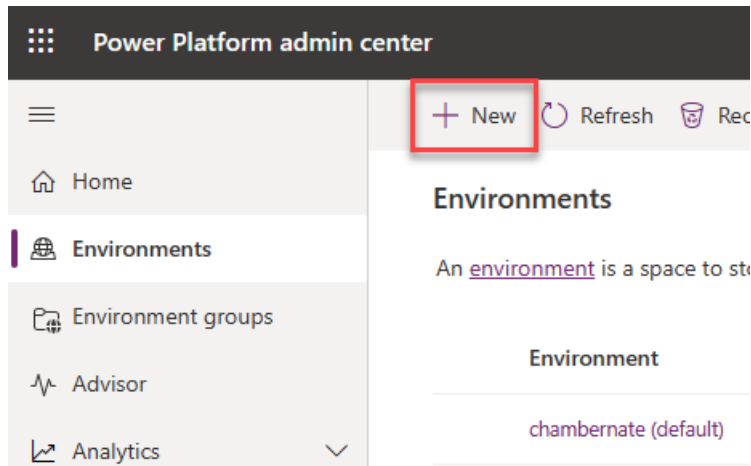 Power Platform admin center
New
Refresh
Home
Environments
Environment groups
Advisor
Analytics
Environments
An environment is a space to
Environment
chambernate (default)